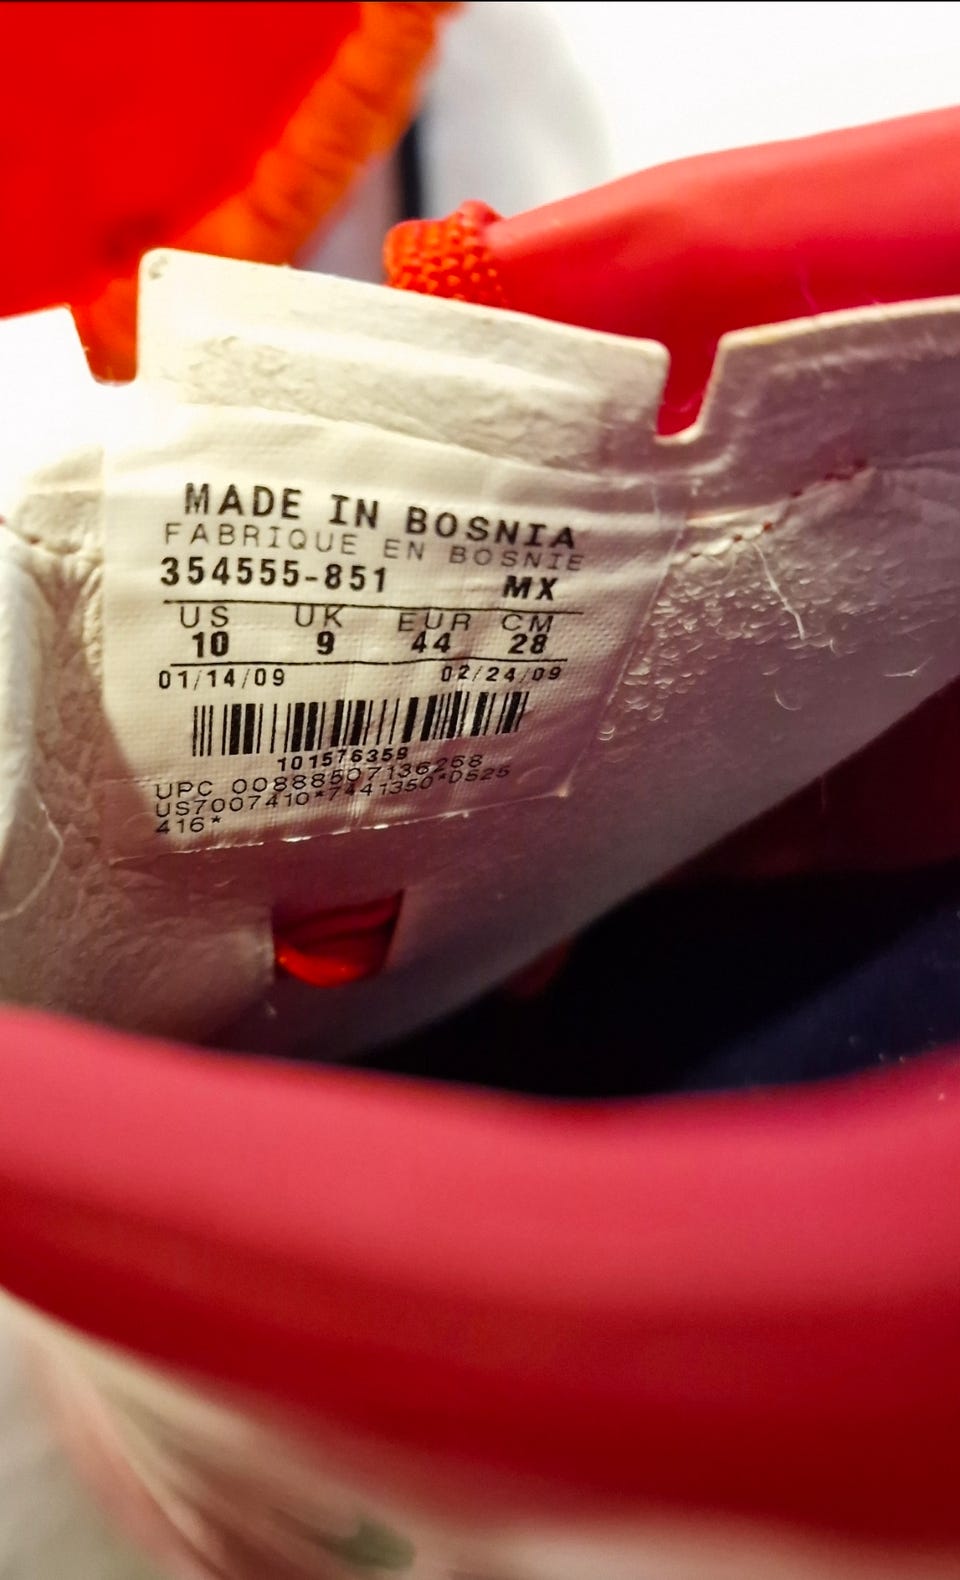 MADE IN BOSNIA
FABRIQUE EN BOSNIE
354555-851 MX
US UK EUR CM
10 9 44 28
01/14/09 02/24/09
101576359
UPC 00888507136268
US7007410*7441350*0525
416*